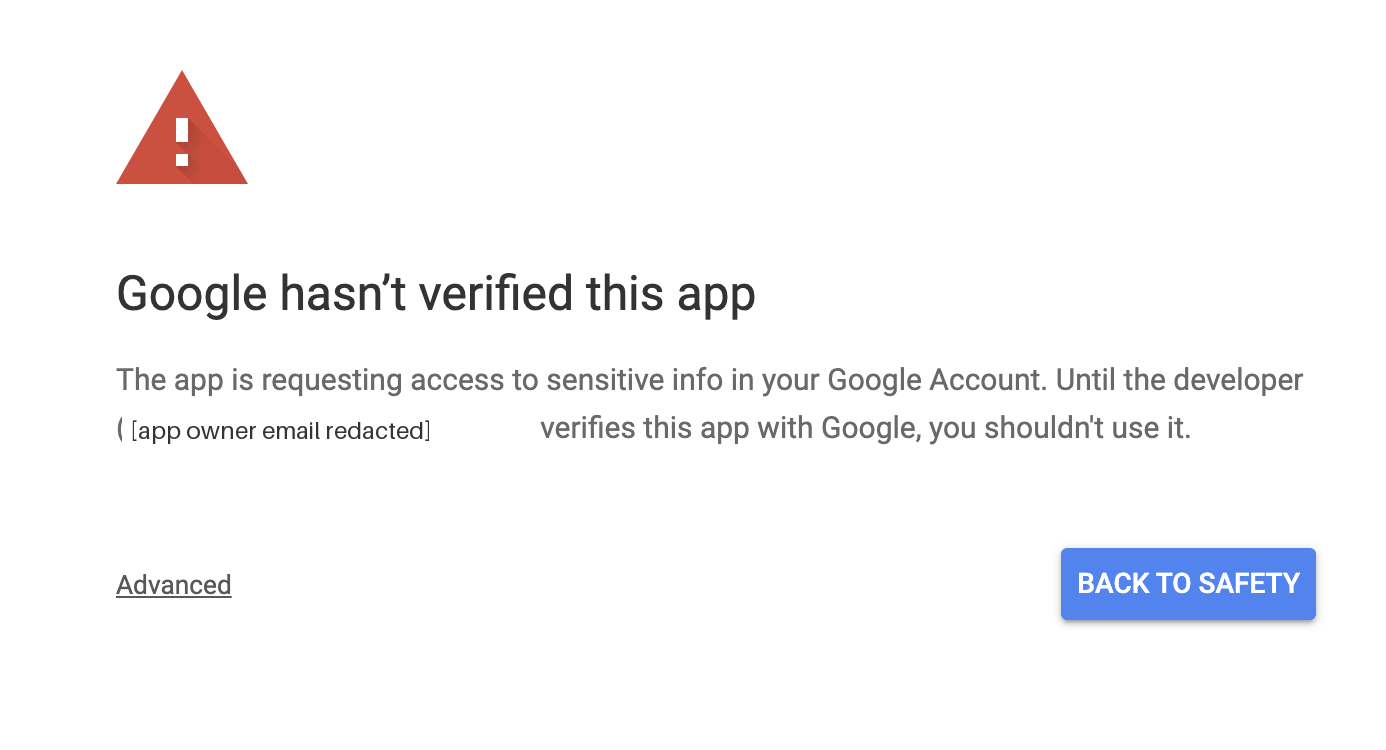 Google hasn’t verified this app
The app is requesting access to sensitive info in your Google Account. Until the developer
( [app owner email redacted] verifies this app with Google, you shouldn't use it.
Advanced
BACK TO SAFETY